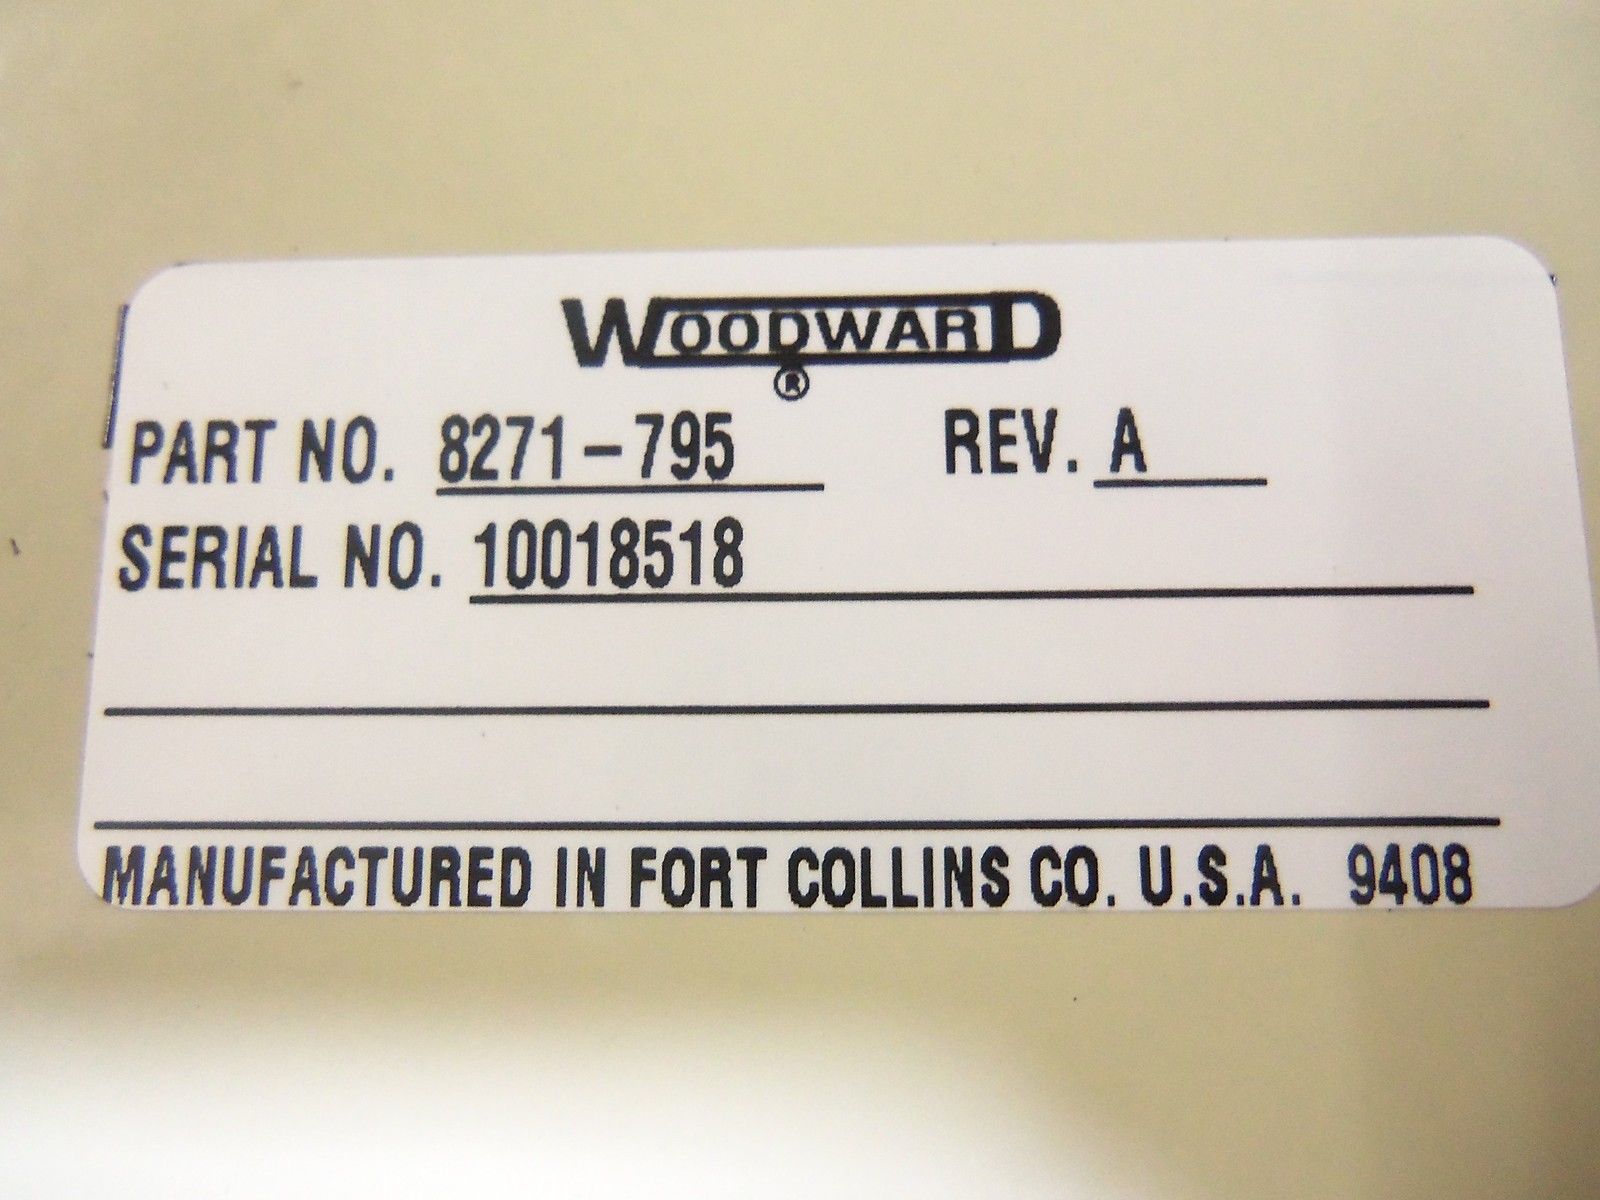 WOODWARD
®
PART NO. 8271-795 REV. A
SERIAL NO. 10018518
MANUFACTURED IN FORT COLLINS CO. U.S.A. 9408